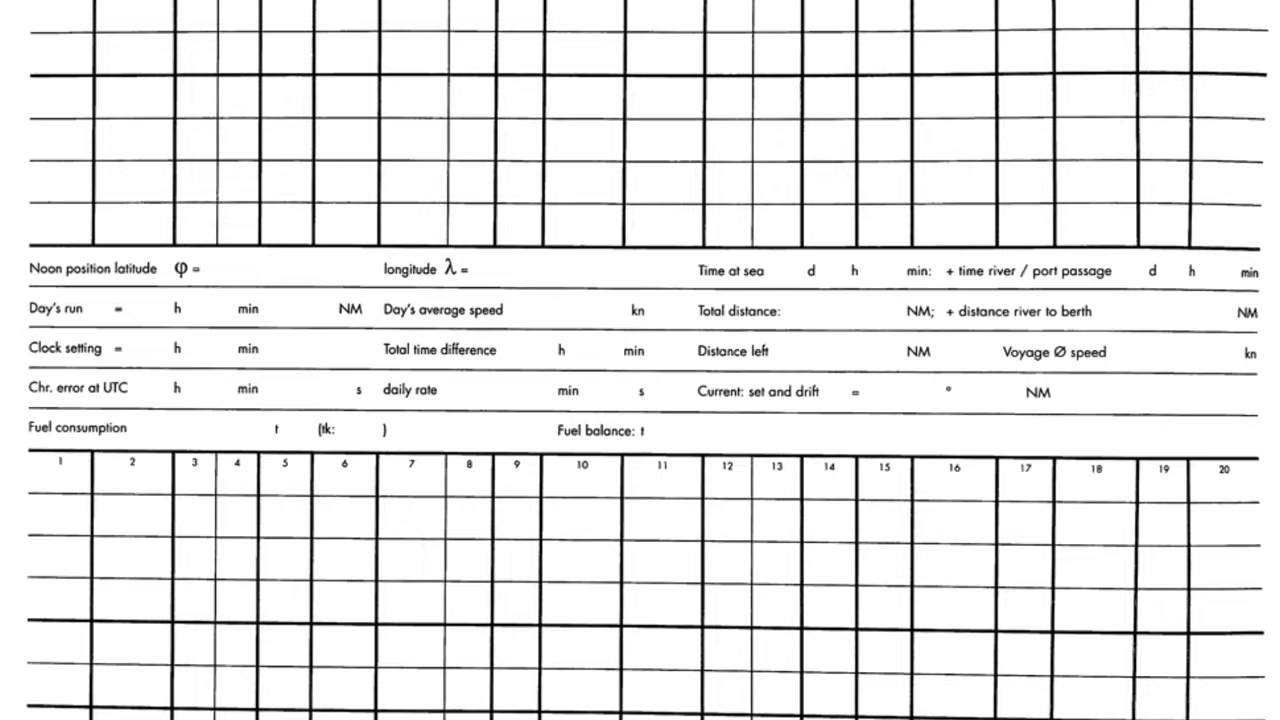 Noon position latitude φ = longitude λ = Time at sea d h min: + time river / port passage d h min
Day's run = h min NM Day's average speed kn Total distance: NM; + distance river to berth NM
Clock setting = h min Total time difference h min Distance left NM Voyage Ø speed kn
Chr. error at UTC h min s daily rate min s Current: set and drift = ° NM
Fuel consumption t (tk: ) Fuel balance: t
1 2 3 4 5 6 7 8 9 10 11 12 13 14 15 16 17 18 19 20